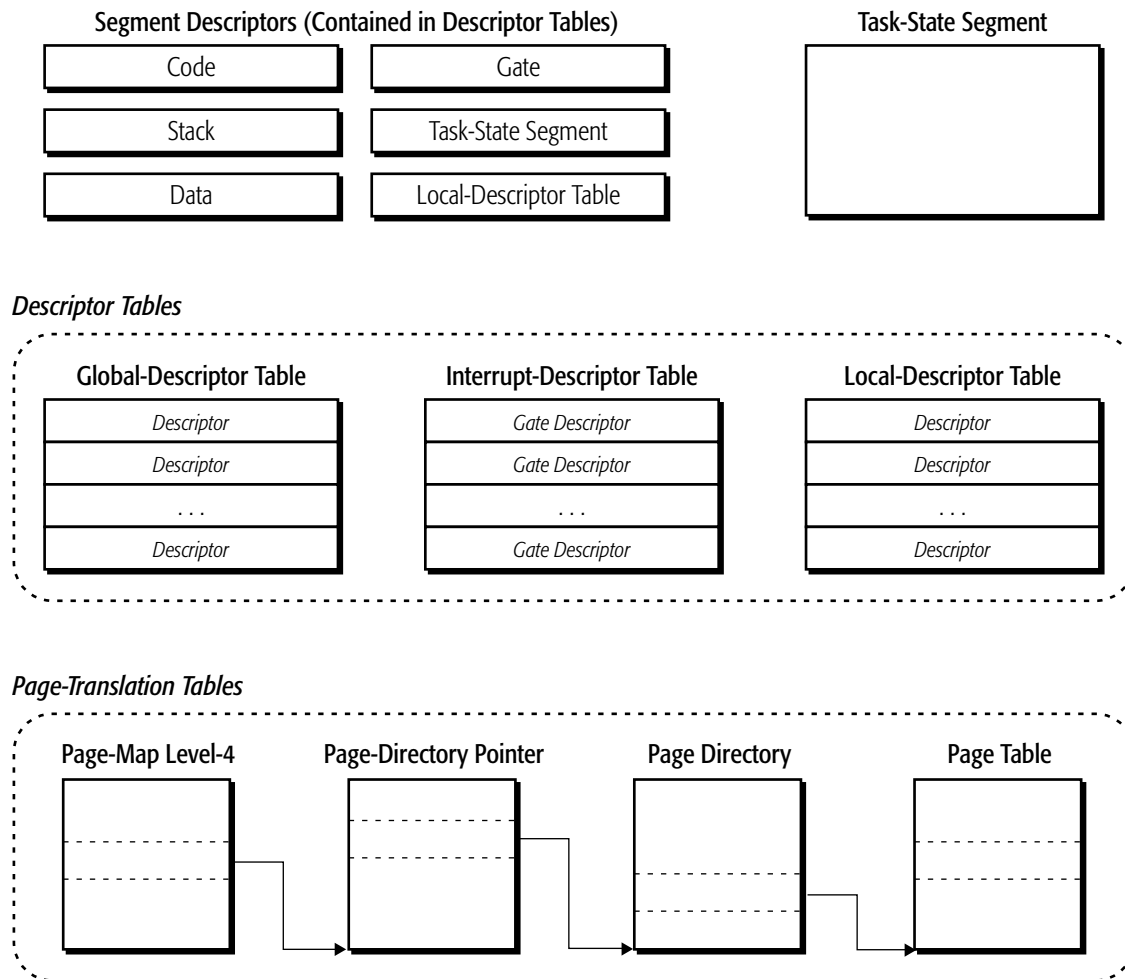 Segment Descriptors (Contained in Descriptor Tables)
Task-State Segment
Code
Gate
Stack
Task-State Segment
Data
Local-Descriptor Table
Descriptor Tables
Global-Descriptor Table
Interrupt-Descriptor Table
Local-Descriptor Table
Descriptor
Gate Descriptor
Descriptor
Descriptor
Gate Descriptor
Descriptor
. . .
. . .
. . .
Descriptor
Gate Descriptor
Descriptor
Page-Translation Tables
Page-Map Level-4
Page-Directory Pointer
Page Directory
Page Table